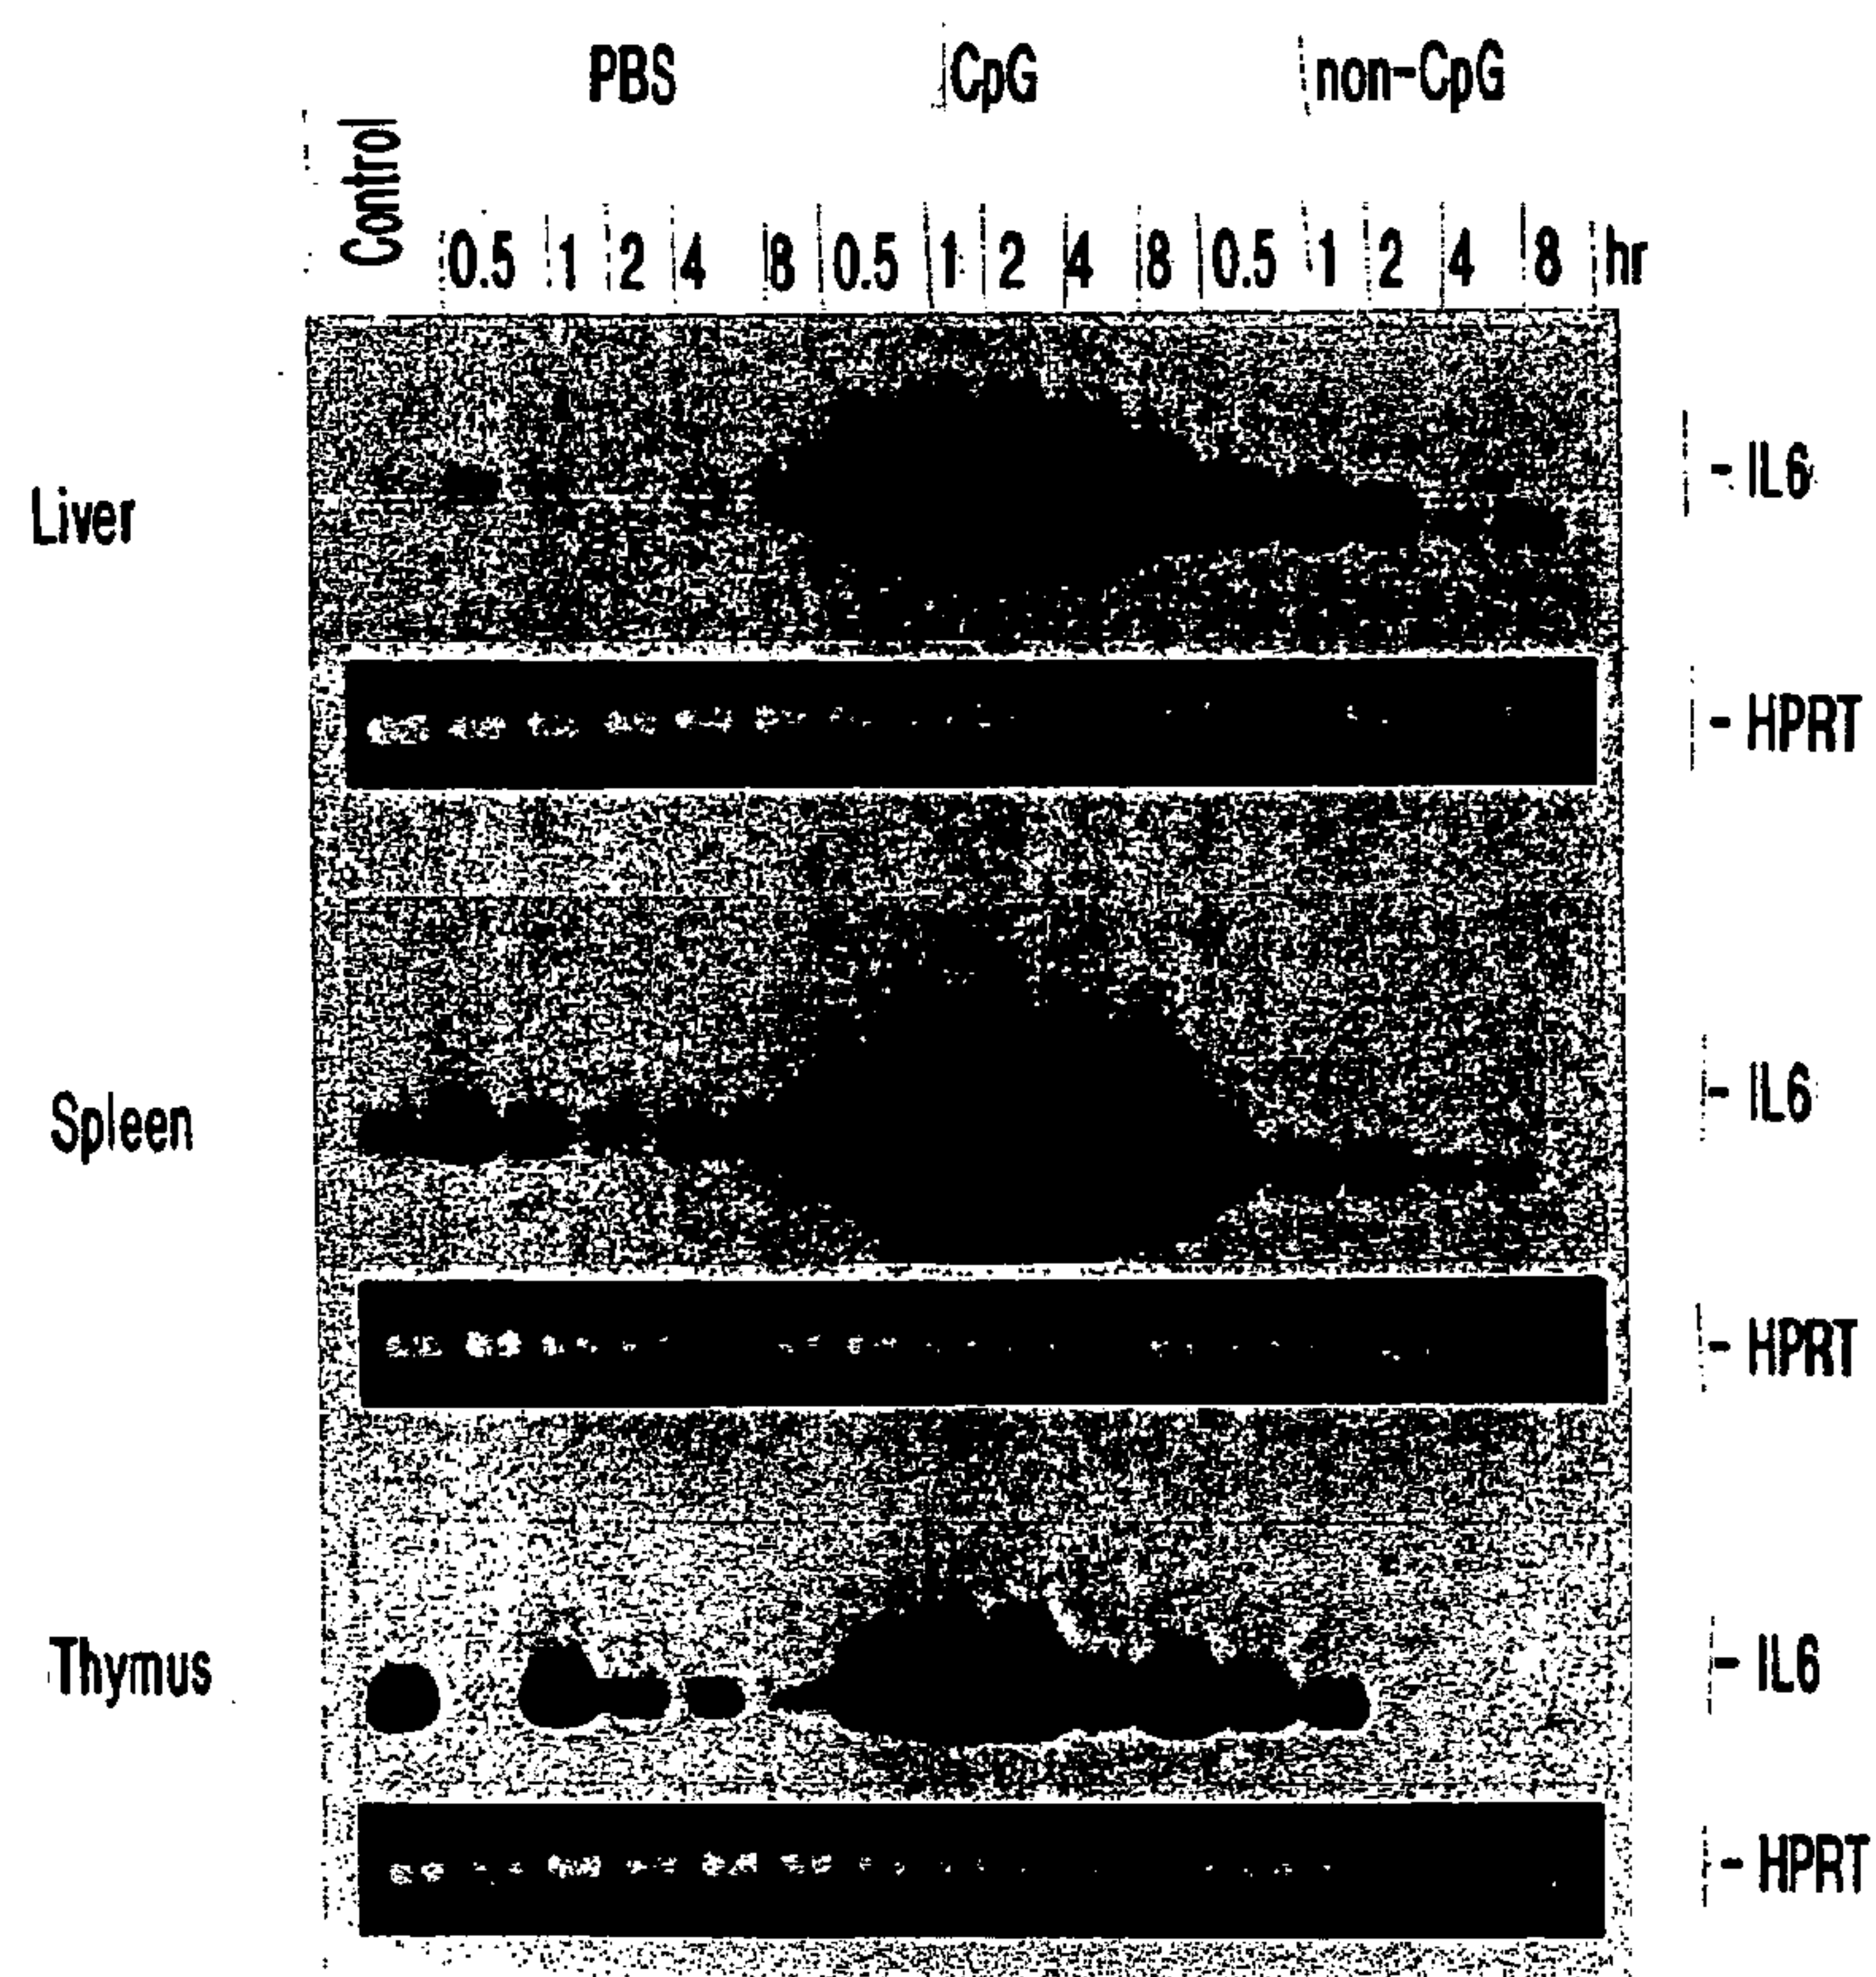 PBS CpG non-CpG
Control
0.5 1 2 4 8 0.5 1 2 4 8 0.5 1 2 4 8 hr
Liver
- IL6
- HPRT
Spleen
- IL6
- HPRT
Thymus
- IL6
- HPRT